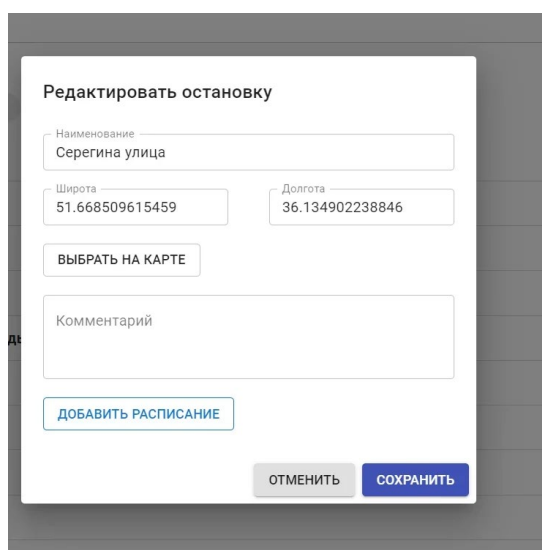 Редактировать остановку
Наименование
Серегина улица
Широта
51.668509615459
Долгота
36.134902238846
ВЫБРАТЬ НА КАРТЕ
Комментарий
ДОБАВИТЬ РАСПИСАНИЕ
ОТМЕНИТЬ
СОХРАНИТЬ